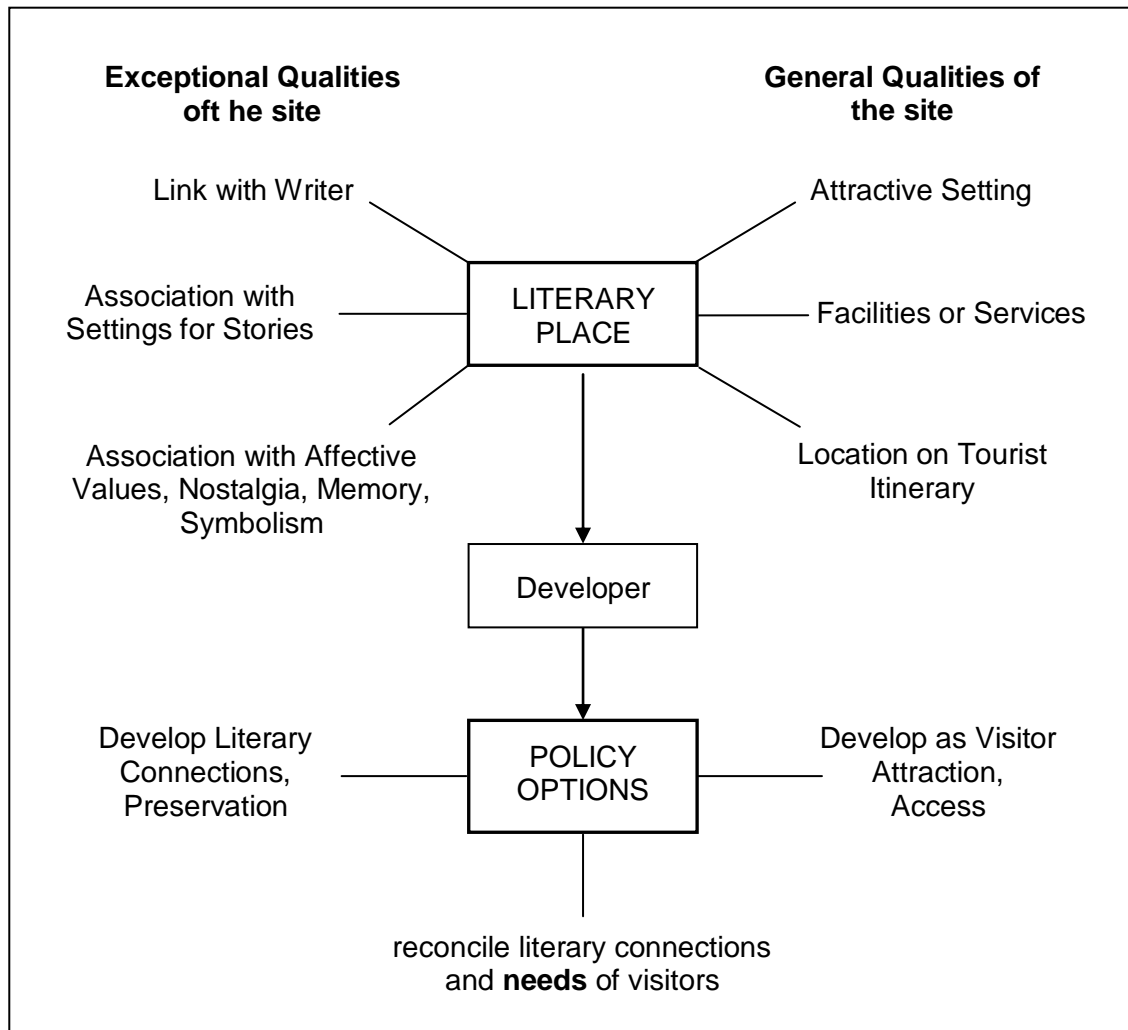 Exceptional Qualities
oft he site
General Qualities of
the site
Link with Writer
Attractive Setting
Association with
Settings for Stories
LITERARY
PLACE
Facilities or Services
Association with Affective
Values, Nostalgia, Memory,
Symbolism
Location on Tourist
Itinerary
Developer
Develop Literary
Connections,
Preservation
POLICY
OPTIONS
Develop as Visitor
Attraction,
Access
reconcile literary connections
and needs of visitors